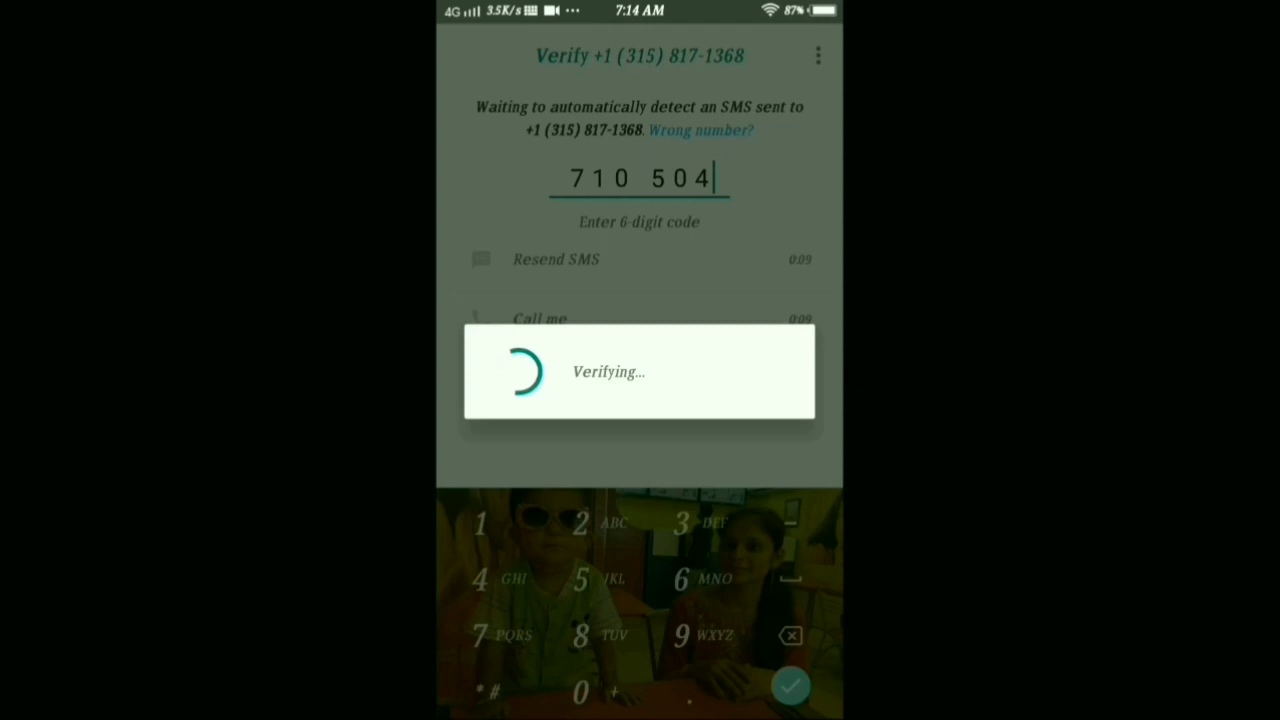 4G 3.5K/s ... 7:14 AM 87%
Verify +1 (315) 817-1368
Waiting to automatically detect an SMS sent to
+1 (315) 817-1368. Wrong number?
710 504
Enter 6-digit code
Resend SMS 0:09
Call me 0:09
Verifying...
1 2 ABC 3 DEF -
4 GHI 5 JKL 6 MNO
7 PQRS 8 TUV 9 WXYZ
* # 0 + .